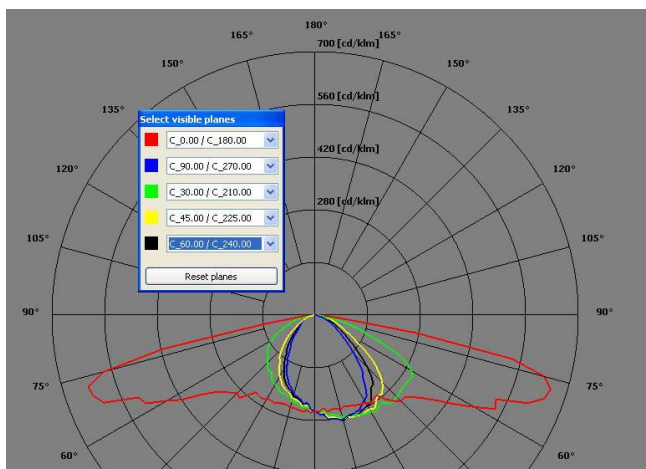 180°
165°
165°
700 [cd/klm]
150°
150°
560 [cd/klm]
135°
135°
Select visible planes
C_0.00 / C_180.00
C_90.00 / C_270.00
C_30.00 / C_210.00
C_45.00 / C_225.00
C_60.00 / C_240.00
Reset planes
420 [cd/klm]
120°
120°
280 [cd/klm]
105°
105°
90°
90°
75°
75°
60°
60°